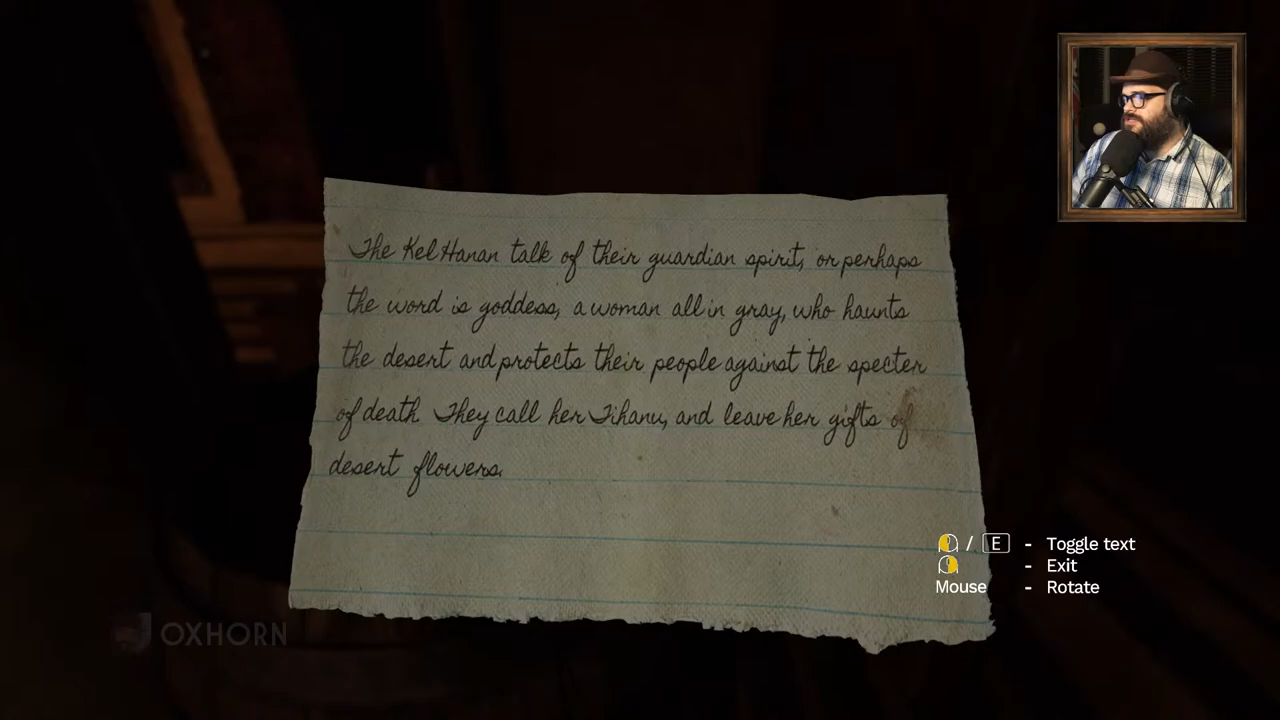 The Kel Hanan talk of their guardian spirit, or perhaps
the word is goddess, a woman all in gray, who haunts
the desert and protects their people against the specter
of death They call her Tihanu, and leave her gifts of
desert flowers.
/ E - Toggle text
- Exit
Mouse - Rotate
OXHORN